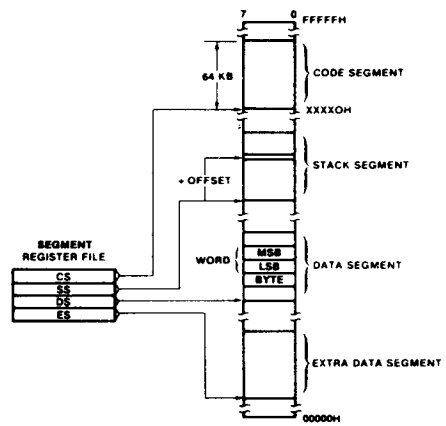 7 0
FFFFFH
64 KB
CODE SEGMENT
XXXX0H
STACK SEGMENT
+ OFFSET
SEGMENT
REGISTER FILE
CS
SS
DS
ES
WORD
MSB
LSB
BYTE
DATA SEGMENT
EXTRA DATA SEGMENT
00000H